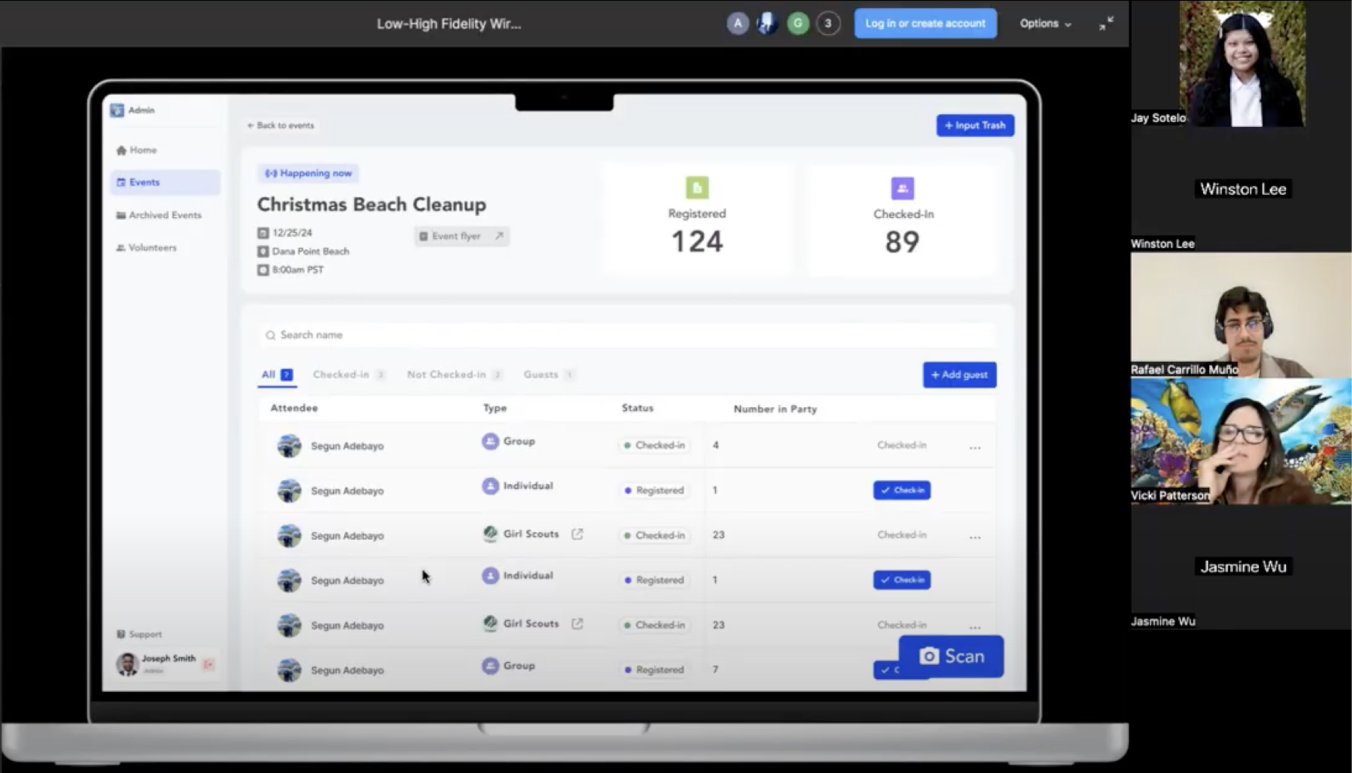 Low-High Fidelity Wir...
A
G
3
Log in or create account
Options
Admin
Home
Events
Archived Events
Volunteers
Support
Joseph Smith
Admin
← Back to events
+ Input Trash
Happening now
Christmas Beach Cleanup
12/25/24
Event flyer
Dana Point Beach
8:00am PST
Registered
124
Checked-In
89
Search name
All 7 Checked-in 3 Not Checked-in 3 Guests
+ Add guest
Attendee Type Status Number in Party
Segun Adebayo Group Checked-in 4 Checked-in ...
Segun Adebayo Individual Registered 1 Check-in
Segun Adebayo Girl Scouts Checked-in 23 Checked-in ...
Segun Adebayo Individual Registered 1 Check-in
Segun Adebayo Girl Scouts Checked-in 23 Checked-in ...
Segun Adebayo Group Registered 7 C
Scan
Jay Sotelo
Winston Lee
Winston Lee
Rafael Carrillo Muño
Vicki Patterson
Jasmine Wu
Jasmine Wu